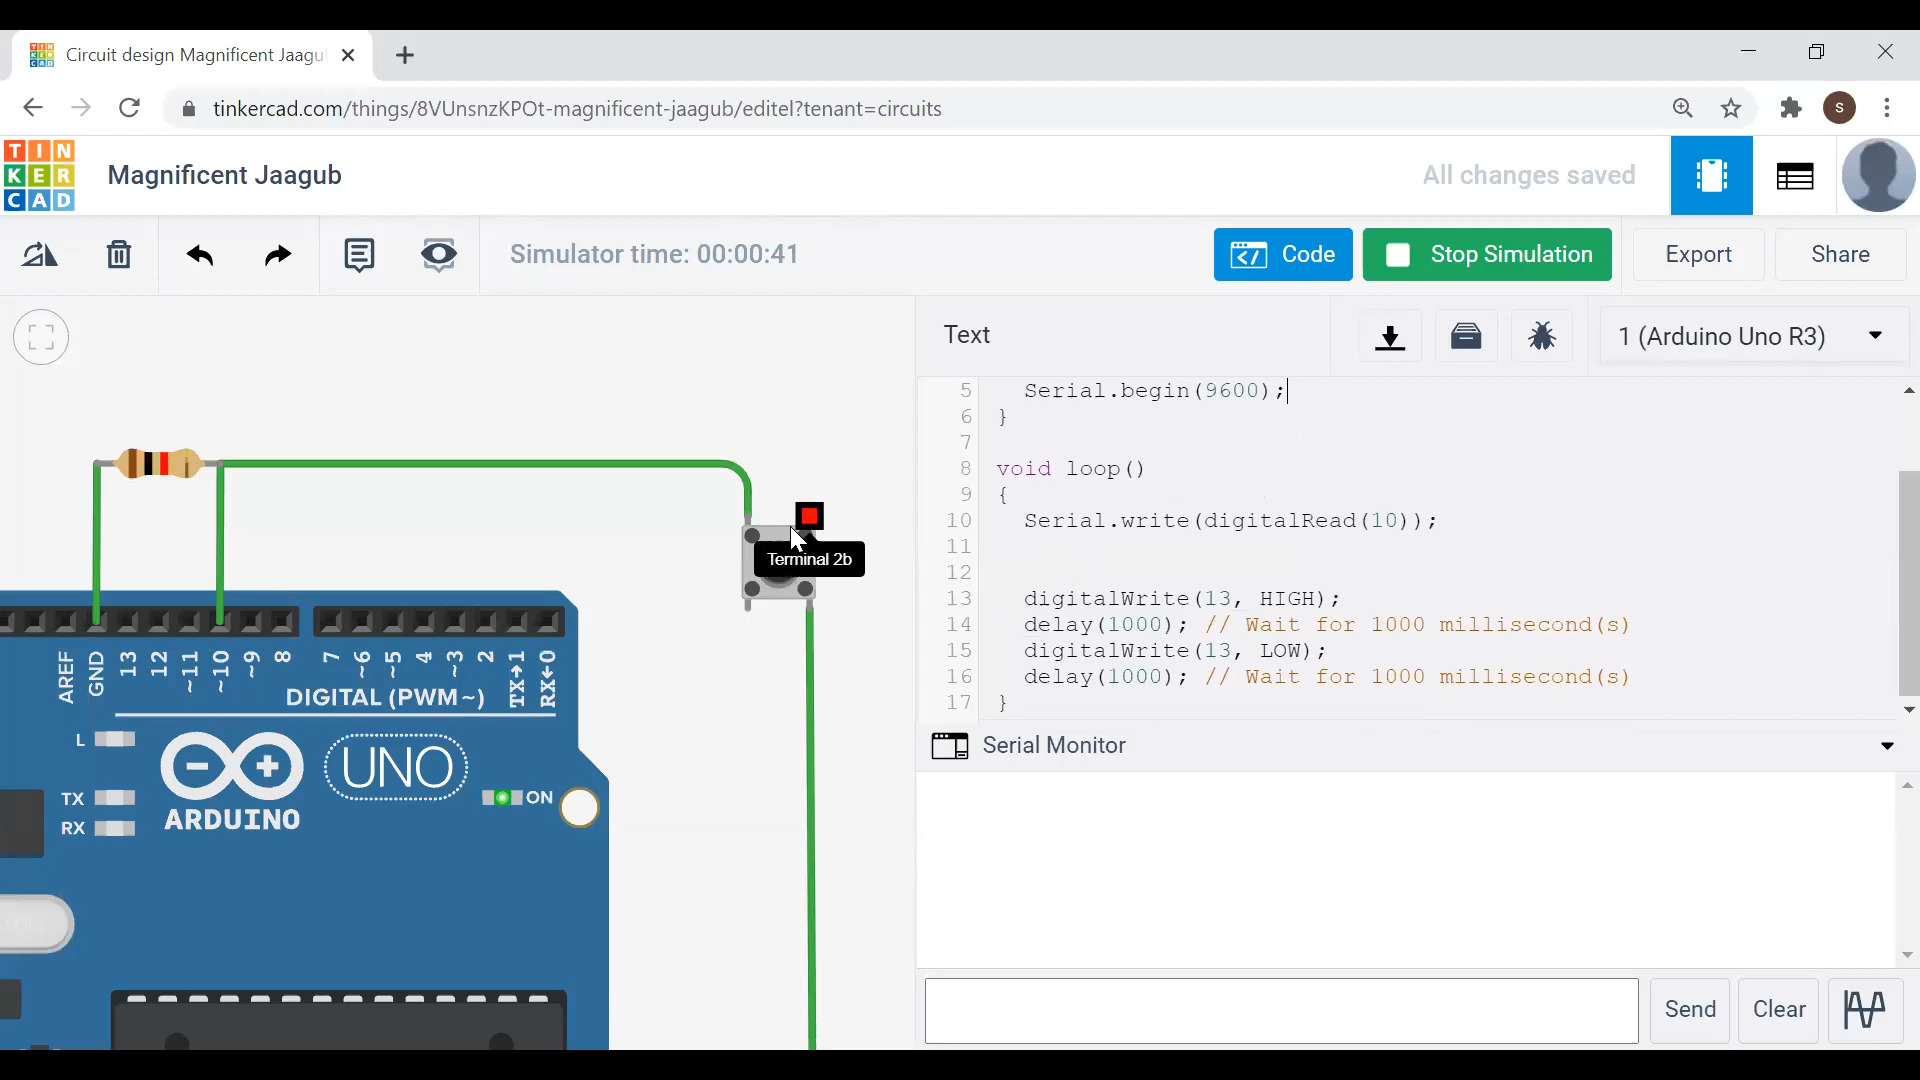 Circuit design Magnificent Jaagu
tinkercad.com/things/8VUnsnzKPOt-magnificent-jaagub/editel?tenant=circuits
S
TIN
KER
CAD
Magnificent Jaagub
All changes saved
Simulator time: 00:00:41
Code
Stop Simulation
Export
Share
Text
1 (Arduino Uno R3)
5 Serial.begin(9600);
6 }
7
8 void loop()
9 {
10 Serial.write(digitalRead(10));
11
12
13 digitalWrite(13, HIGH);
14 delay(1000); // Wait for 1000 millisecond(s)
15 digitalWrite(13, LOW);
16 delay(1000); // Wait for 1000 millisecond(s)
17 }
Terminal 2b
AREF GND 13 12 ~11 ~10 ~9 8 7 ~6 ~5 4 ~3 2 TX→1 RX←0
DIGITAL (PWM~)
L
TX
RX
ARDUINO
UNO
ON
Serial Monitor
Send
Clear